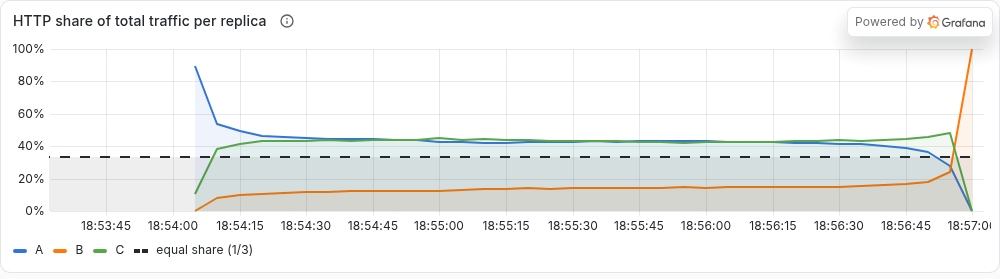 HTTP share of total traffic per replica
Powered by Grafana
100%
80%
60%
40%
20%
0%
18:53:45 18:54:00 18:54:15 18:54:30 18:54:45 18:55:00 18:55:15 18:55:30 18:55:45 18:56:00 18:56:15 18:56:30 18:56:45 18:57:00
A B C equal share (1/3)